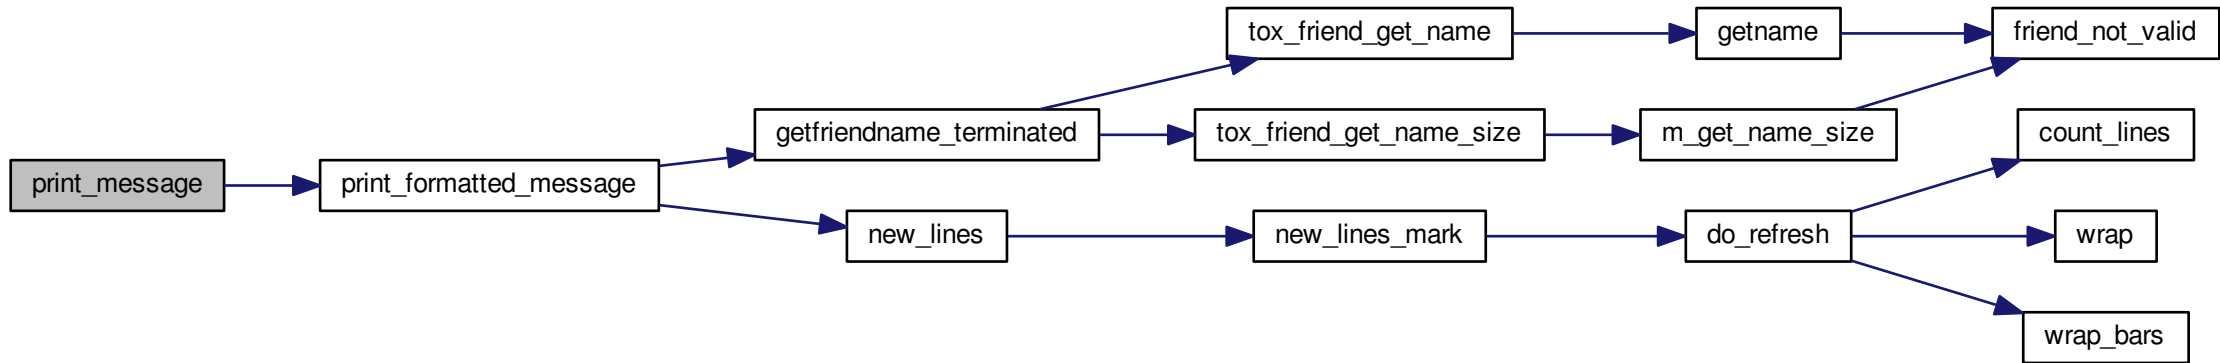 tox_friend_get_name
getname
friend_not_valid
getfriendname_terminated
tox_friend_get_name_size
m_get_name_size
count_lines
print_message
print_formatted_message
new_lines
new_lines_mark
do_refresh
wrap
wrap_bars